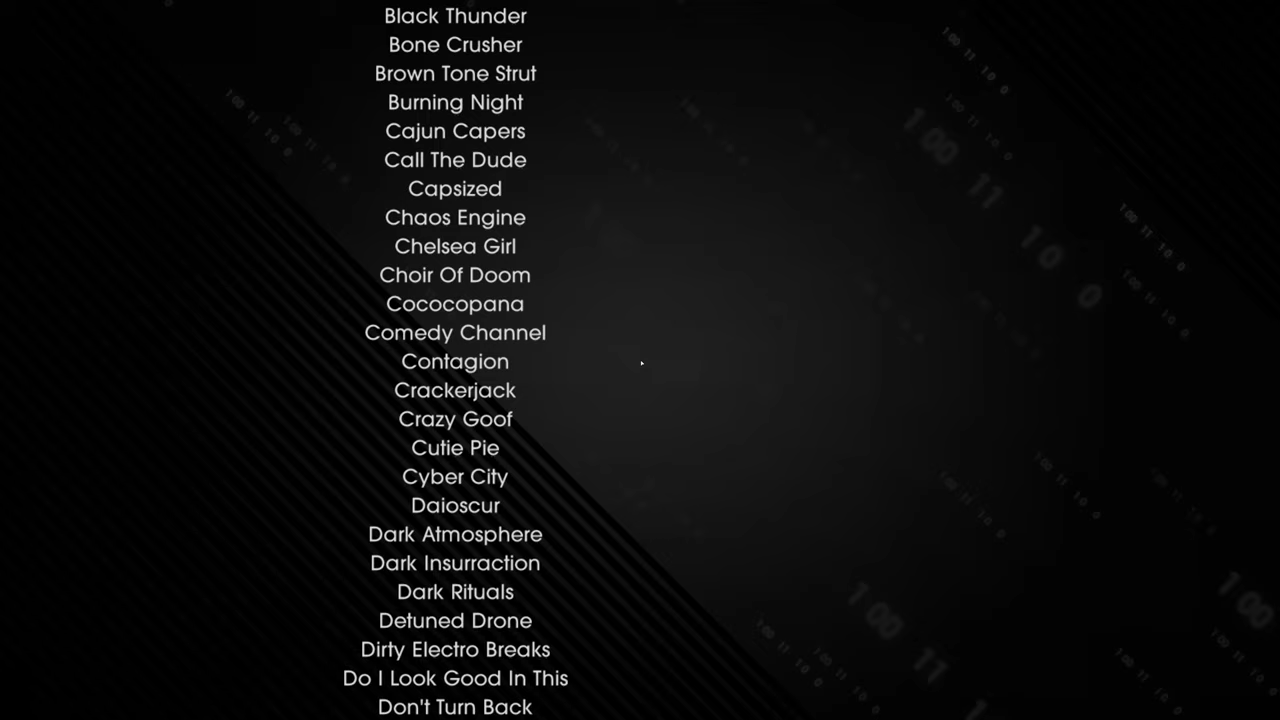 Black Thunder
Bone Crusher
Brown Tone Strut
Burning Night
Cajun Capers
Call The Dude
Capsized
Chaos Engine
Chelsea Girl
Choir Of Doom
Cococopana
Comedy Channel
Contagion
Crackerjack
Crazy Goof
Cutie Pie
Cyber City
Daioscur
Dark Atmosphere
Dark Insurraction
Dark Rituals
Detuned Drone
Dirty Electro Breaks
Do I Look Good In This
Don't Turn Back